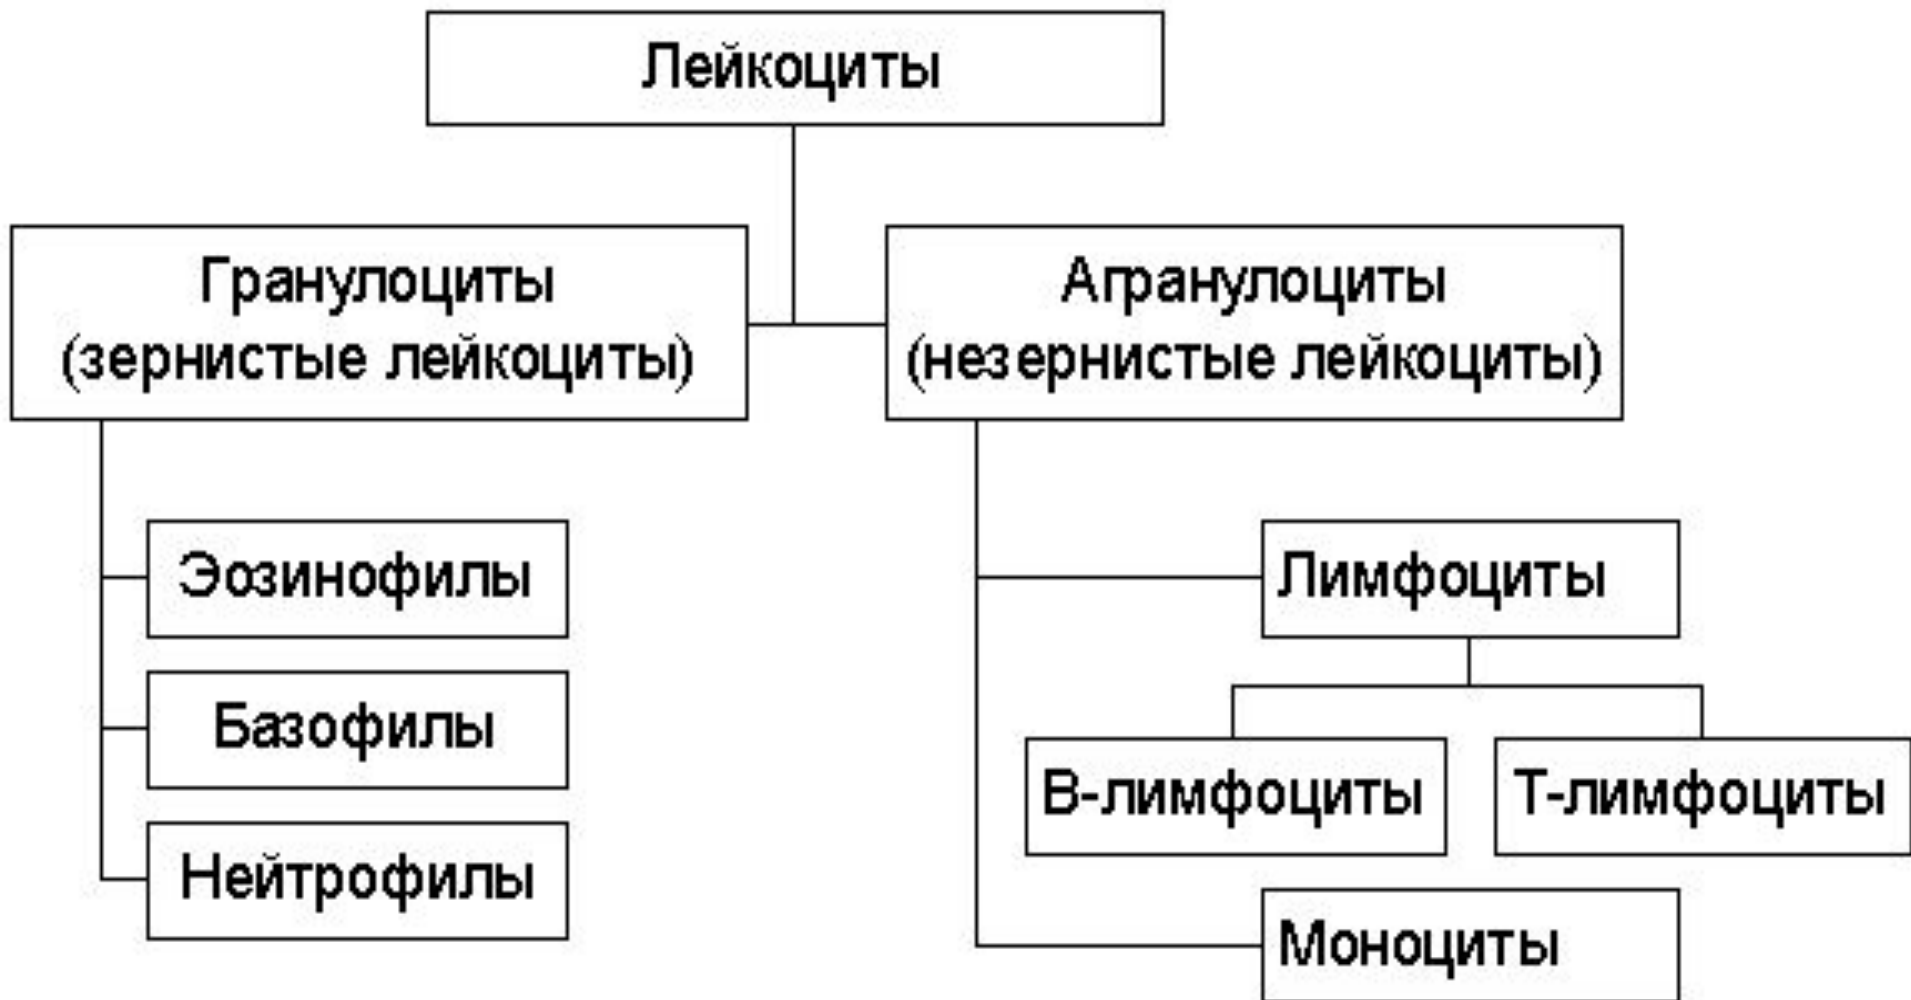 Лейкоциты
Гранулоциты
(зернистые лейкоциты)
Агранулоциты
(незернистые лейкоциты)
Эозинофилы
Базофилы
Нейтрофилы
Лимфоциты
В-лимфоциты
Т-лимфоциты
Моноциты